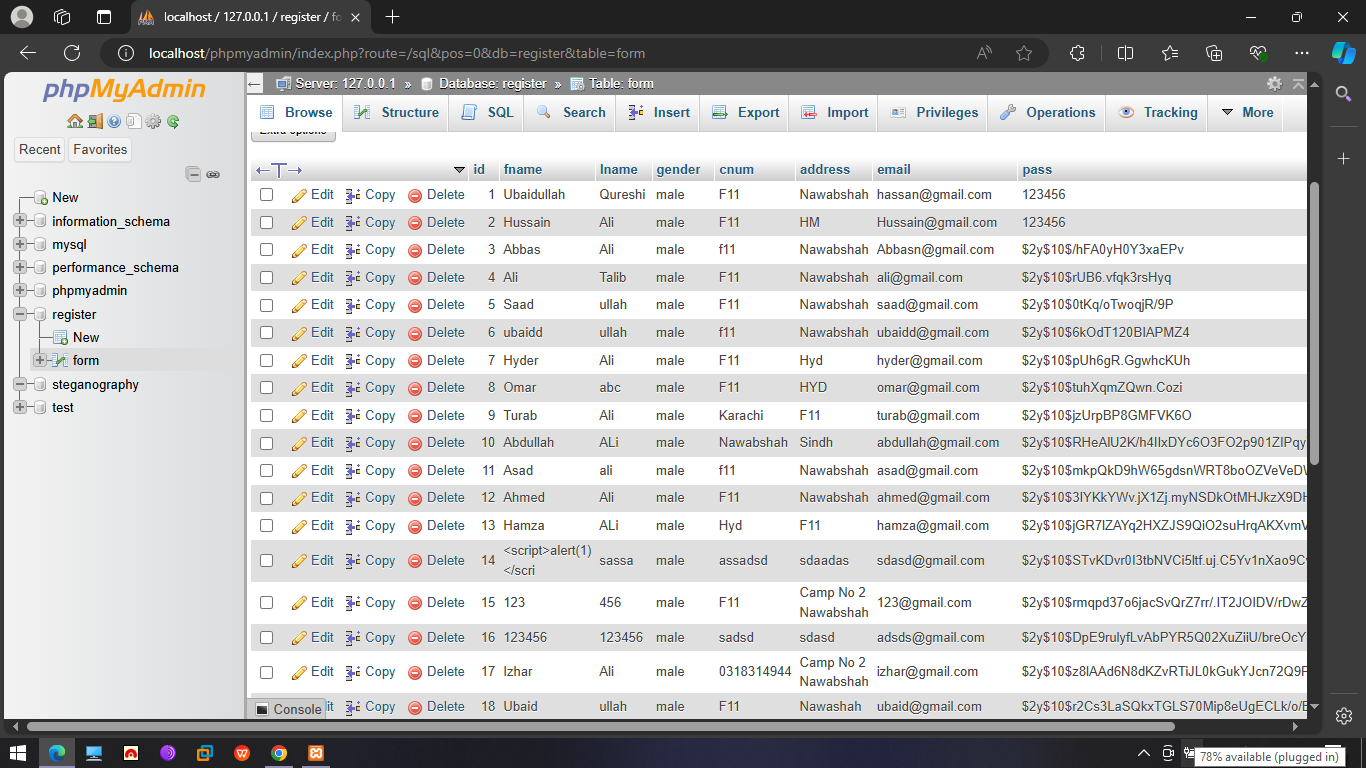 localhost / 127.0.0.1 / register / fo
localhost/phpmyadmin/index.php?route=/sql&pos=0&db=register&table=form
phpMyAdmin
Recent Favorites
New
information_schema
mysql
performance_schema
phpmyadmin
register
New
form
steganography
test
Server: 127.0.0.1 » Database: register » Table: form
Browse Structure SQL Search Insert Export Import Privileges Operations Tracking More
Extra options
id fname lname gender cnum address email pass
Edit Copy Delete 1 Ubaidullah Qureshi male F11 Nawabshah hassan@gmail.com 123456
Edit Copy Delete 2 Hussain Ali male F11 HM Hussain@gmail.com 123456
Edit Copy Delete 3 Abbas Ali male f11 Nawabshah Abbasn@gmail.com $2y$10$/hFA0yH0Y3xaEPv
Edit Copy Delete 4 Ali Talib male F11 Nawabshah ali@gmail.com $2y$10$rUB6.vfqk3rsHyq
Edit Copy Delete 5 Saad ullah male F11 Nawabshah saad@gmail.com $2y$10$0tKq/oTwoqjR/9P
Edit Copy Delete 6 ubaidd ullah male f11 Nawabshah ubaidd@gmail.com $2y$10$6kOdT120BIAPMZ4
Edit Copy Delete 7 Hyder Ali male F11 Hyd hyder@gmail.com $2y$10$pUh6gR.GgwhcKUh
Edit Copy Delete 8 Omar abc male F11 HYD omar@gmail.com $2y$10$tuhXqmZQwn.Cozi
Edit Copy Delete 9 Turab Ali male Karachi F11 turab@gmail.com $2y$10$jzUrpBP8GMFVK6O
Edit Copy Delete 10 Abdullah ALi male Nawabshah Sindh abdullah@gmail.com $2y$10$RHeAlU2K/h4lIxDYc6O3FO2p901ZlPqy
Edit Copy Delete 11 Asad ali male f11 Nawabshah asad@gmail.com $2y$10$mkpQkD9hW65gdsnWRT8boOZVeVeDW
Edit Copy Delete 12 Ahmed Ali male F11 Nawabshah ahmed@gmail.com $2y$10$3lYKkYWv.jX1Zj.myNSDkOtMHJkzX9DH
Edit Copy Delete 13 Hamza ALi male Hyd F11 hamza@gmail.com $2y$10$jGR7IZAYq2HXZJS9QiO2suHrqAKXvmV
Edit Copy Delete 14 <script>alert(1)</scri sassa male assadsd sdaadas sdasd@gmail.com $2y$10$STvKDvr0I3tbNVCi5ltf.uj.C5Yv1nXao9C
Edit Copy Delete 15 123 456 male F11 Camp No 2 Nawabshah 123@gmail.com $2y$10$rmqpd37o6jacSvQrZ7rr/.IT2JOIDV/rDwZ
Edit Copy Delete 16 123456 123456 male sadsd sdasd adsds@gmail.com $2y$10$DpE9rulyfLvAbPYR5Q02XuZiiU/breOcY
Edit Copy Delete 17 Izhar Ali male 0318314944 Camp No 2 Nawabshah izhar@gmail.com $2y$10$z8lAAd6N8dKZvRTiJL0kGukYJcn72Q9F
Console it Copy Delete 18 Ubaid ullah male F11 Nawashah ubaid@gmail.com $2y$10$r2Cs3LaSQkxTGLS70Mip8eUgECLk/o/E
78% available (plugged in)